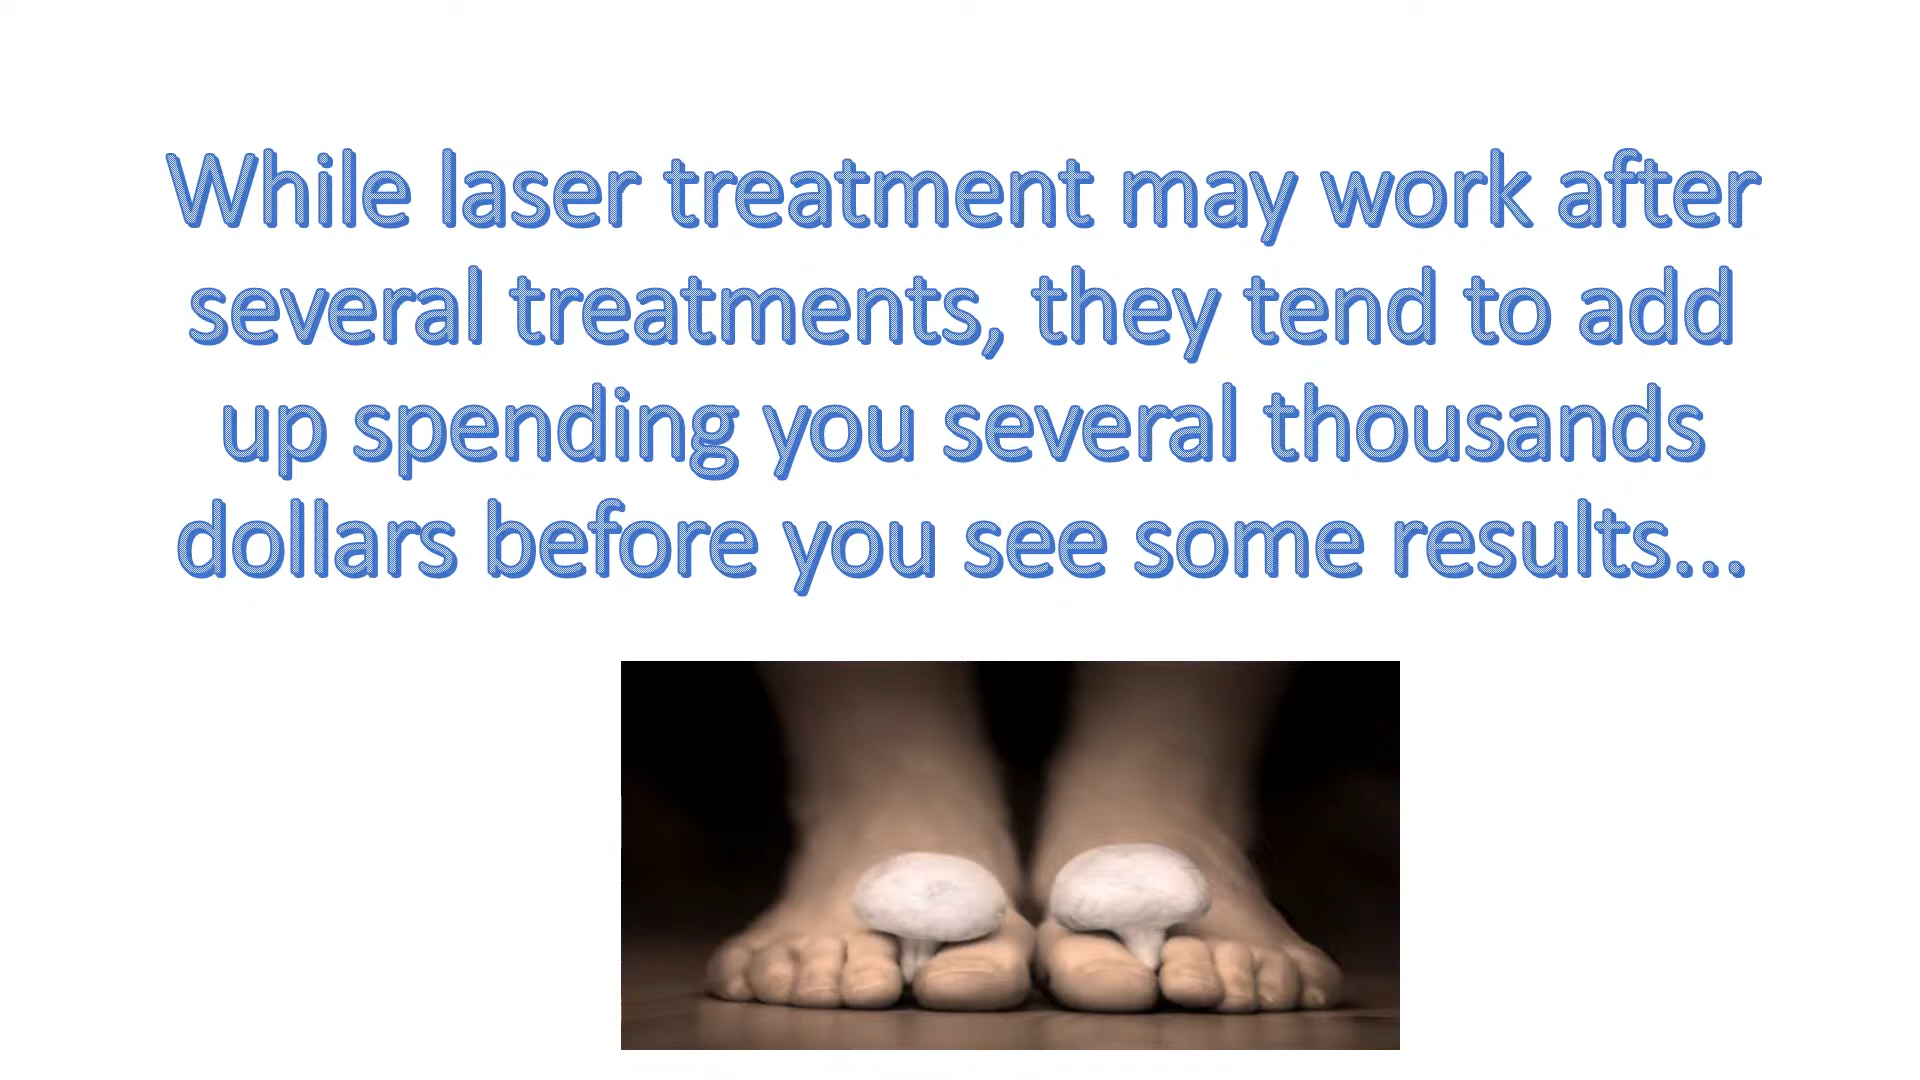 While laser treatment may work after
several treatments, they tend to add
up spending you several thousands
dollars before you see some results...